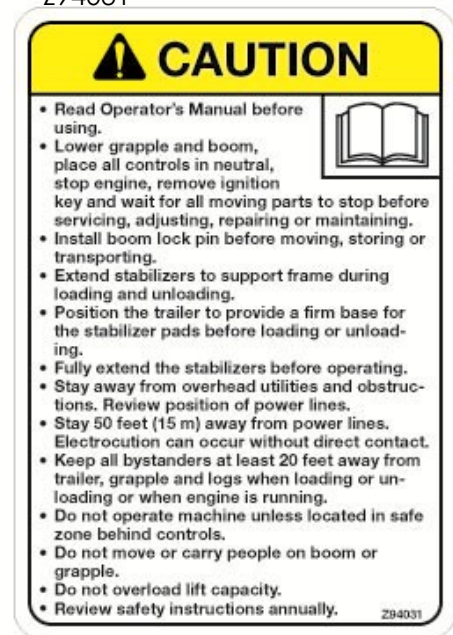 Z94031
CAUTION
• Read Operator's Manual before
using.
• Lower grapple and boom,
place all controls in neutral,
stop engine, remove ignition
key and wait for all moving parts to stop before
servicing, adjusting, repairing or maintaining.
• Install boom lock pin before moving, storing or
transporting.
• Extend stabilizers to support frame during
loading and unloading.
• Position the trailer to provide a firm base for
the stabilizer pads before loading or unload-
ing.
• Fully extend the stabilizers before operating.
• Stay away from overhead utilities and obstruc-
tions. Review position of power lines.
• Stay 50 feet (15 m) away from power lines.
Electrocution can occur without direct contact.
• Keep all bystanders at least 20 feet away from
trailer, grapple and logs when loading or un-
loading or when engine is running.
• Do not operate machine unless located in safe
zone behind controls.
• Do not move or carry people on boom or
grapple.
• Do not overload lift capacity.
• Review safety instructions annually.
Z94031